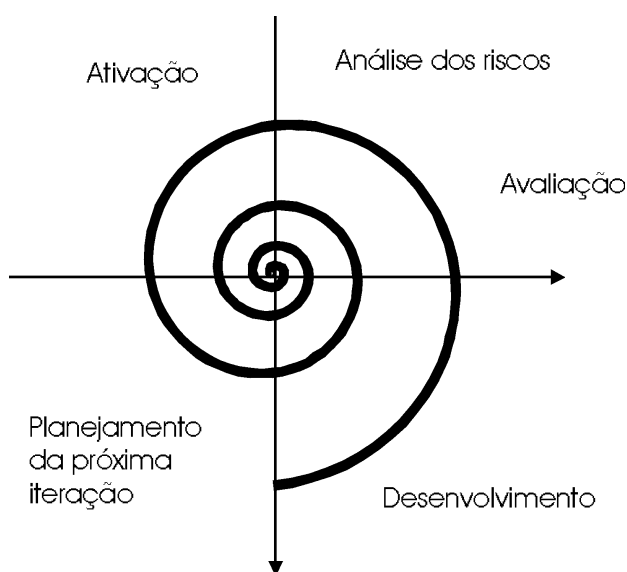 Ativação
Análise dos riscos
Avaliação
Planejamento
da próxima
iteração
Desenvolvimento